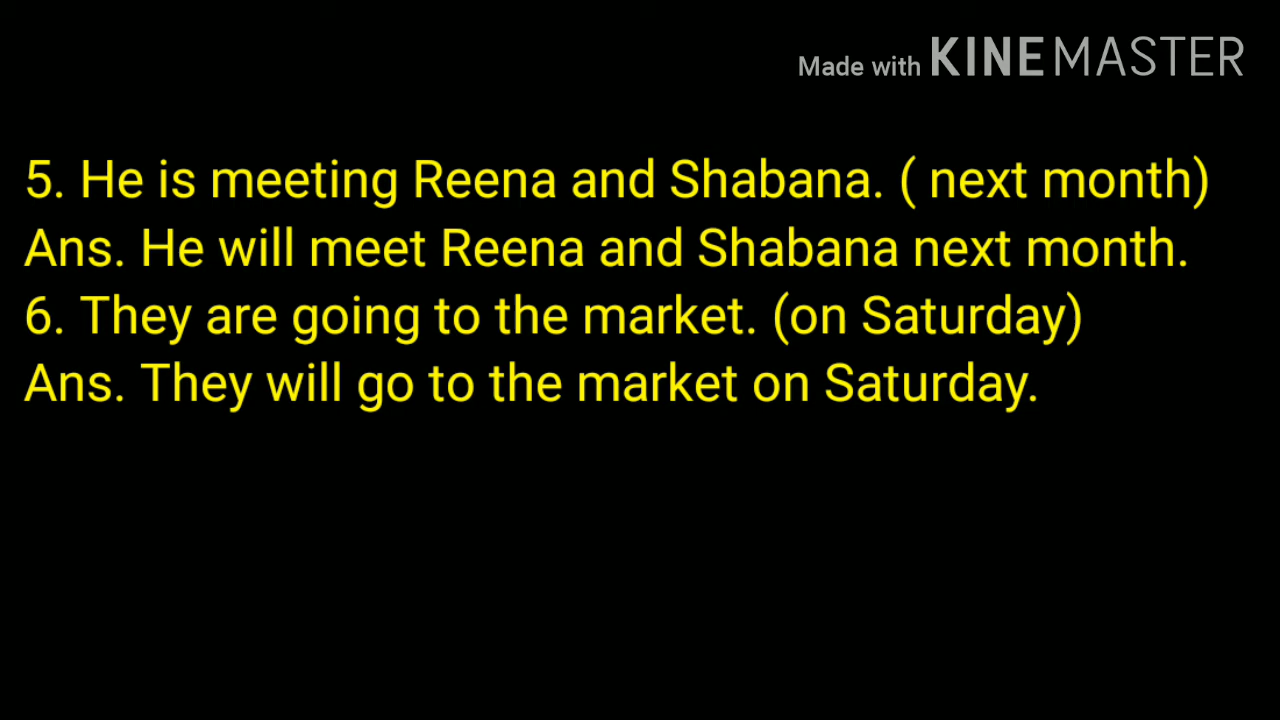 Made with KINEMASTER
5. He is meeting Reena and Shabana. ( next month)
Ans. He will meet Reena and Shabana next month.
6. They are going to the market. (on Saturday)
Ans. They will go to the market on Saturday.